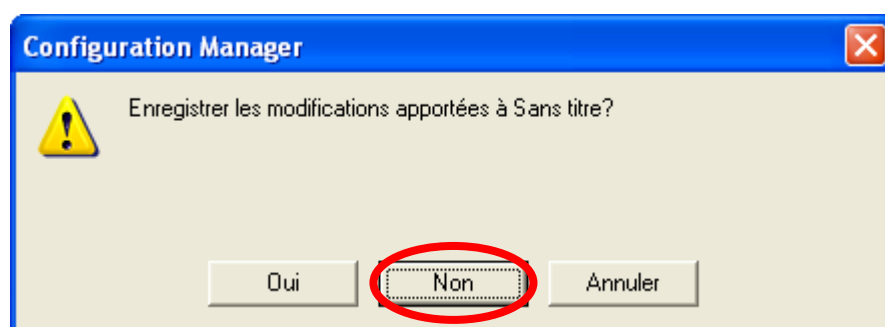 Configuration Manager
Enregistrer les modifications apportées à Sans titre?
Oui Non Annuler